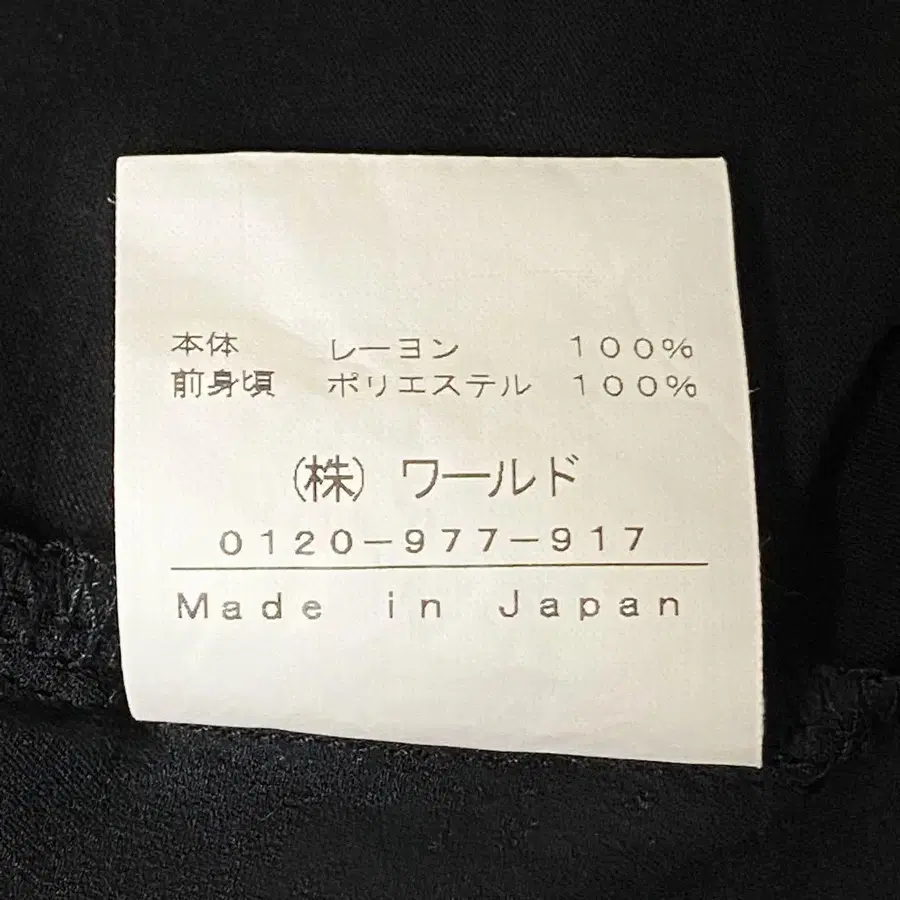 本体 レーヨン 100%
前身頃 ポリエステル 100%
(株) ワールド
0120-977-917
Made in Japan